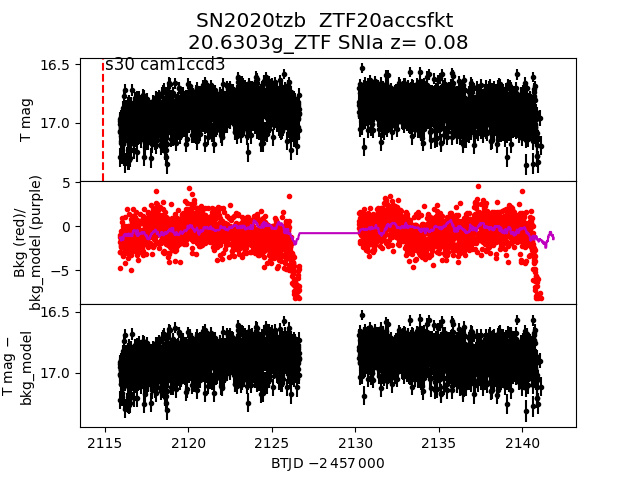 SN2020tzb  ZTF20accsfkt
20.6303g_ZTF SNIa z= 0.08
s30 cam1ccd3
16.5
17.0
T mag
5
0
−5
Bkg (red)/
bkg_model (purple)
16.5
17.0
T mag −
bkg_model
2115
2120
2125
2130
2135
2140
BTJD −2 457 000